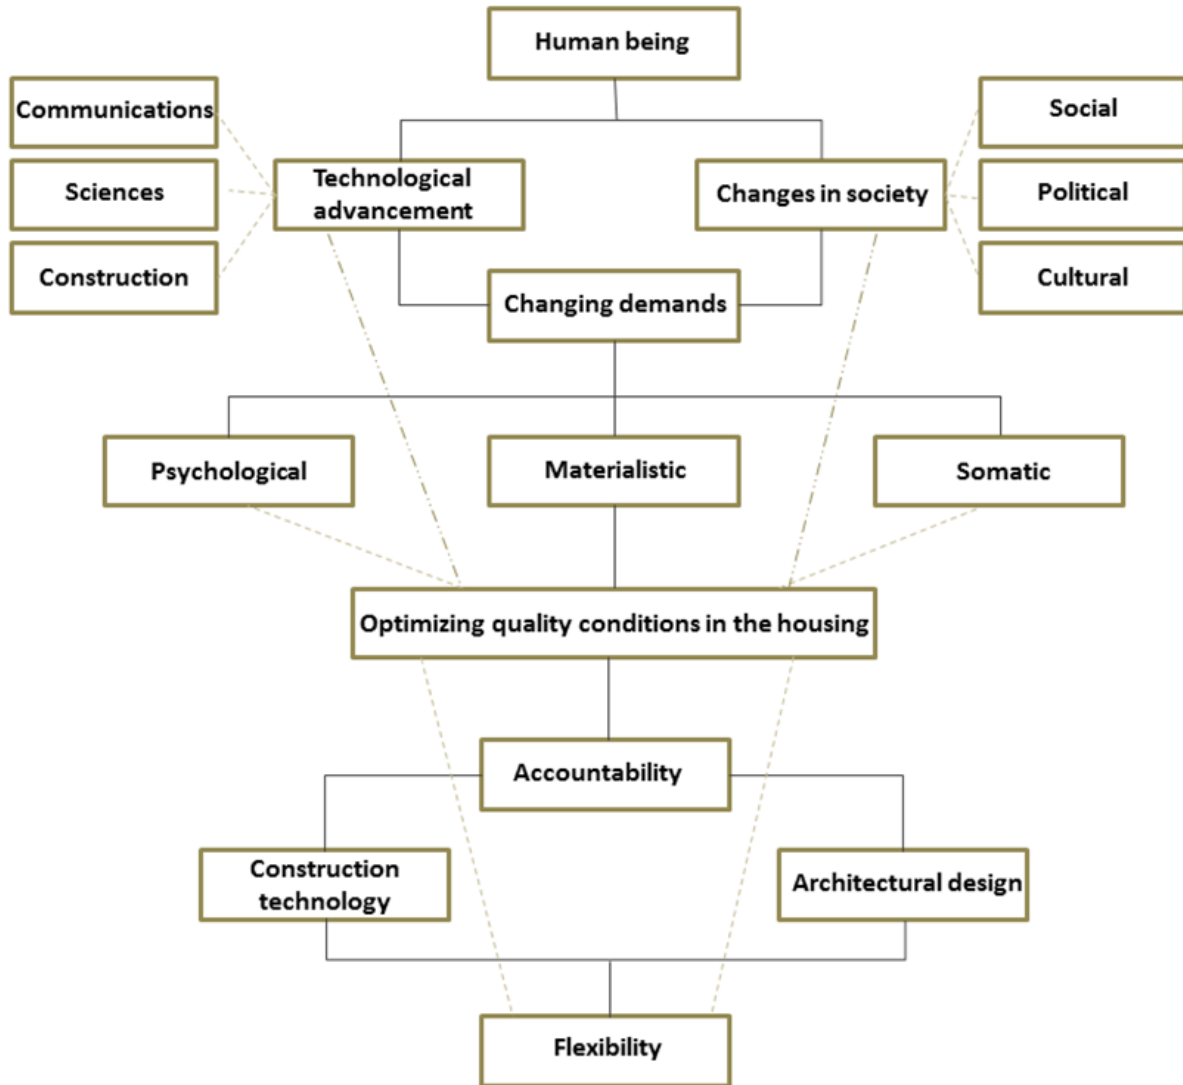 Human being
Communications
Social
Sciences
Technological
advancement
Changes in society
Political
Construction
Changing demands
Cultural
Psychological
Materialistic
Somatic
Optimizing quality conditions in the housing
Accountability
Construction
technology
Architectural design
Flexibility